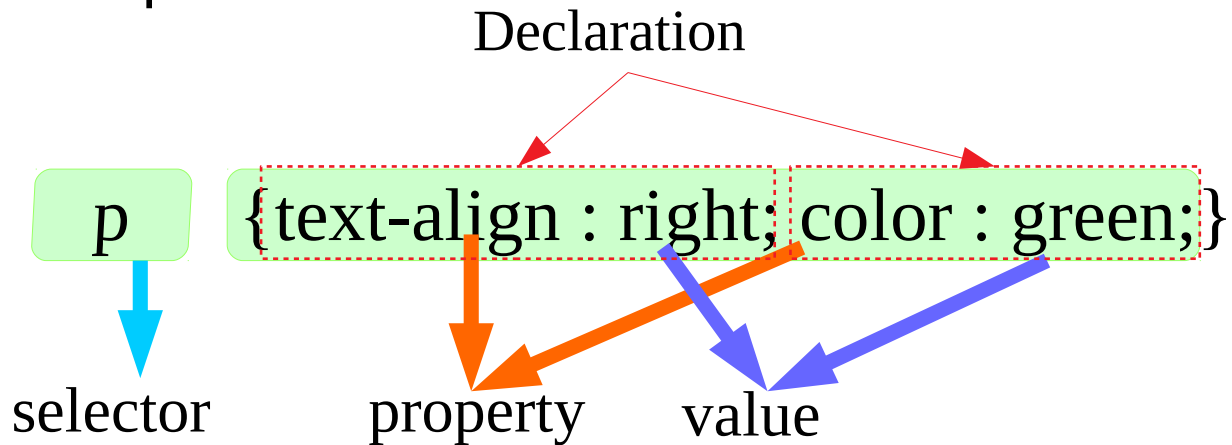 Declaration
p {text-align : right; color : green;}
selector property value